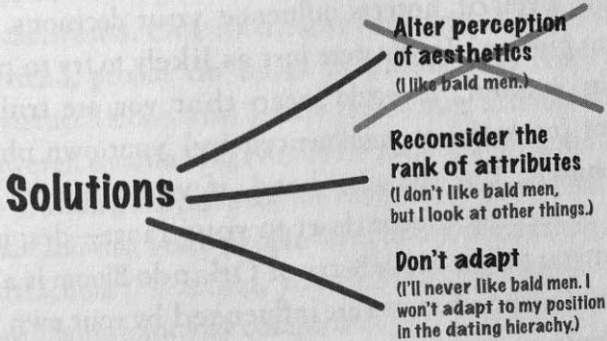 Alter perception
of aesthetics
(I like bald men.)
Solutions
Reconsider the
rank of attributes
(I don't like bald men,
but I look at other things.)
Don't adapt
(I'll never like bald men. I
won't adapt to my position
in the dating hierachy.)